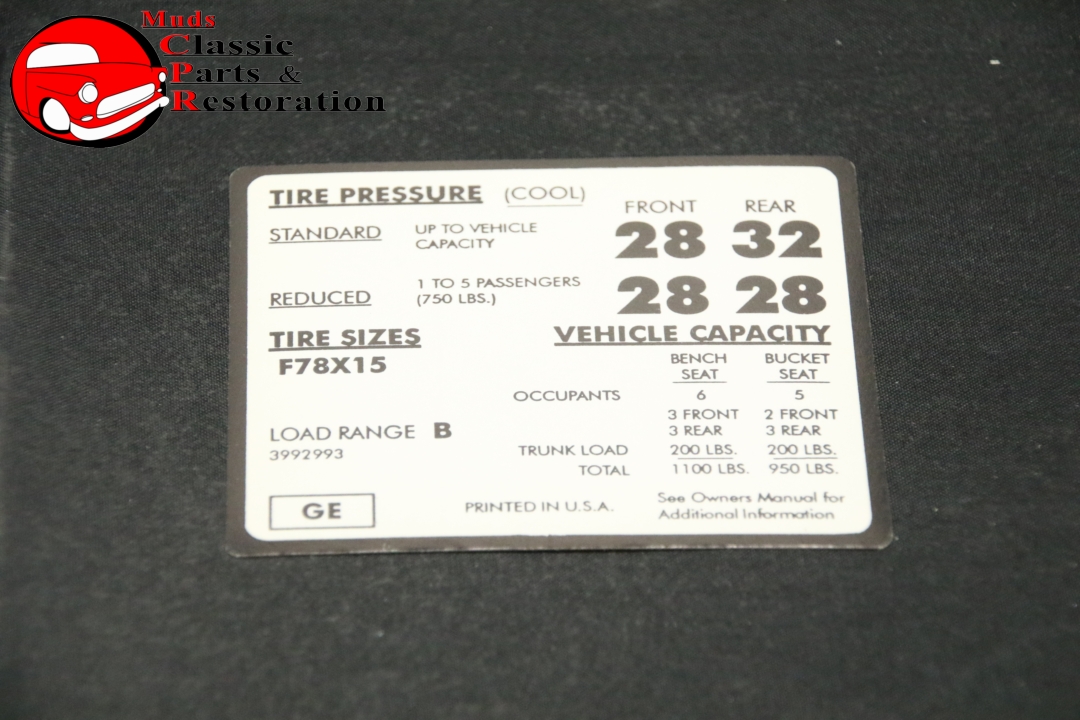 Muds
Classic
Parts &
Restoration
TIRE PRESSURE (COOL)
FRONT REAR
STANDARD UP TO VEHICLE CAPACITY 28 32
REDUCED 1 TO 5 PASSENGERS (750 LBS.) 28 28
TIRE SIZES
F78X15
VEHICLE CAPACITY
BENCH SEAT BUCKET SEAT
OCCUPANTS 6 5
3 FRONT 2 FRONT
3 REAR 3 REAR
LOAD RANGE B
3992993
TRUNK LOAD 200 LBS. 200 LBS.
TOTAL 1100 LBS. 950 LBS.
GE
PRINTED IN U.S.A.
See Owners Manual for
Additional Information